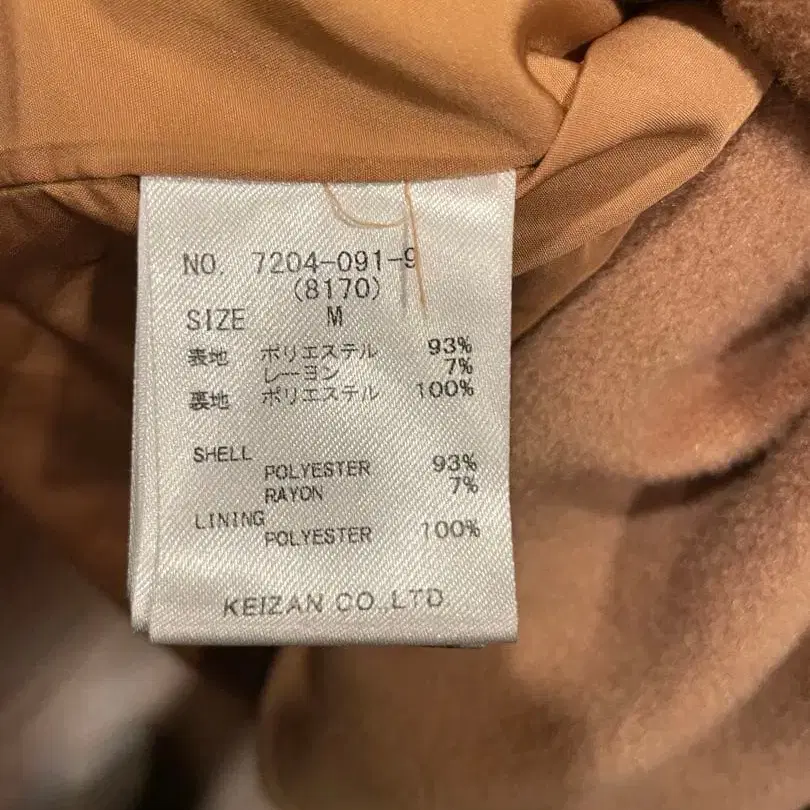 NO. 7204-091-9
(8170)
SIZE M
表地 ポリエステル 93%
レーヨン 7%
裏地 ポリエステル 100%
SHELL
POLYESTER 93%
RAYON 7%
LINING
POLYESTER 100%
KEIZAN CO.,LTD